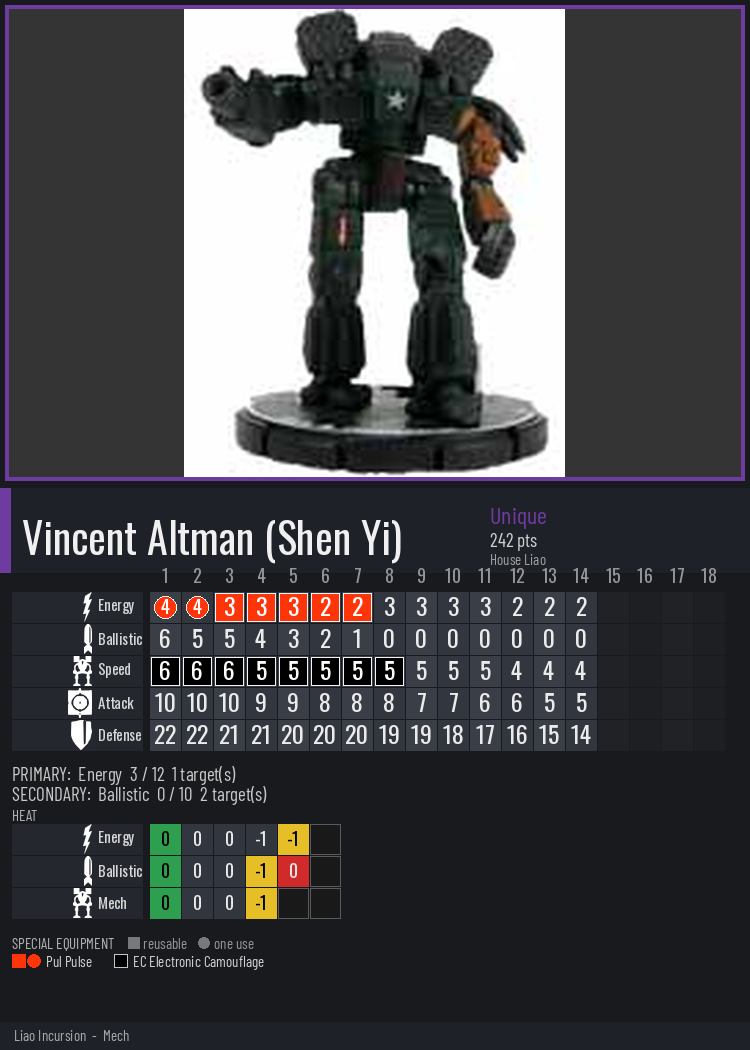 Vincent Altman (Shen Yi)
Unique
242 pts
House Liao
1 2 3 4 5 6 7 8 9 10 11 12 13 14 15 16 17 18
Energy 4 4 3 3 3 2 2 3 3 3 3 2 2 2
Ballistic 6 5 5 4 3 2 1 0 0 0 0 0 0 0
Speed 6 6 6 5 5 5 5 5 5 5 5 4 4 4
Attack 10 10 10 9 9 8 8 8 7 7 6 6 5 5
Defense 22 22 21 21 20 20 20 19 19 18 17 16 15 14
PRIMARY: Energy 3 / 12 1 target(s)
SECONDARY: Ballistic 0 / 10 2 target(s)
HEAT
Energy 0 0 0 -1 -1
Ballistic 0 0 0 -1 0
Mech 0 0 0 -1
SPECIAL EQUIPMENT reusable one use
Pul Pulse EC Electronic Camouflage
Liao Incursion - Mech